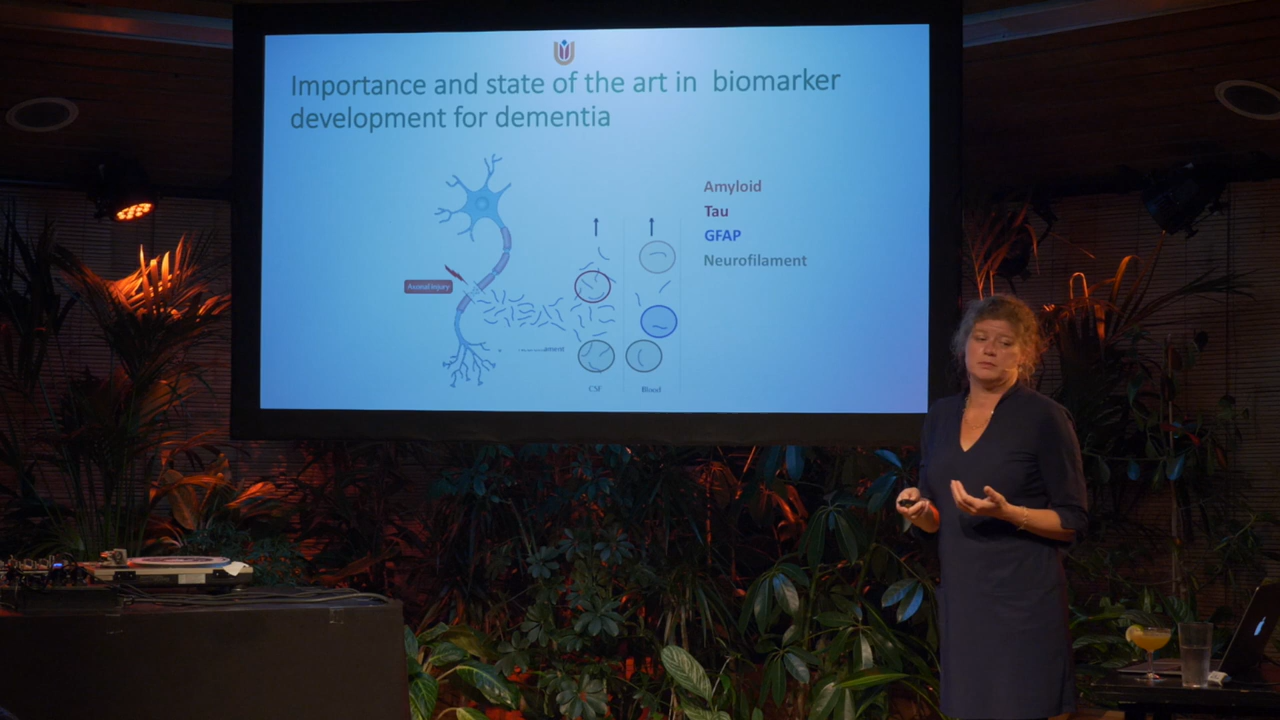 Importance and state of the art in biomarker
development for dementia
Amyloid
Tau
GFAP
Neurofilament
Axonal injury
CSF
Blood